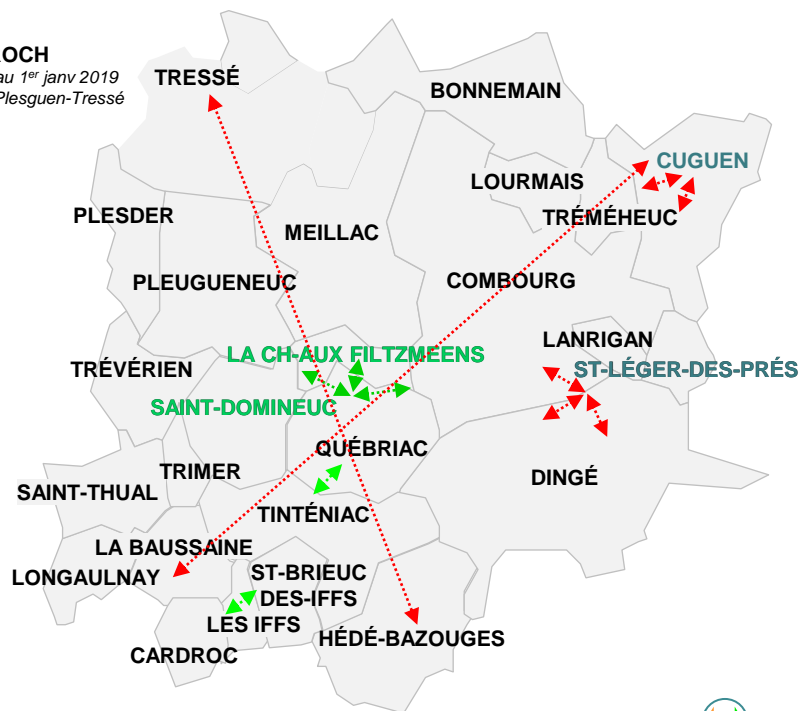 OCH
au 1er janv 2019
Plesguen-Tressé
TRESSÉ
BONNEMAIN
CUGUEN
LOURMAIS
TRÉMÉHEUC
PLESDER
MEILLAC
PLEUGUENEUC
COMBOURG
LANRIGAN
LA CH-AUX FILTZMEENS
TRÉVÉRIEN
ST-LÉGER-DES-PRÉS
SAINT-DOMINEUC
QUÉBRIAC
TRIMER
DINGÉ
SAINT-THUAL
TINTÉNIAC
LA BAUSSAINE
LONGAULNAY
ST-BRIEUC
DES-IFFS
LES IFFS
HÉDÉ-BAZOUGES
CARDROC